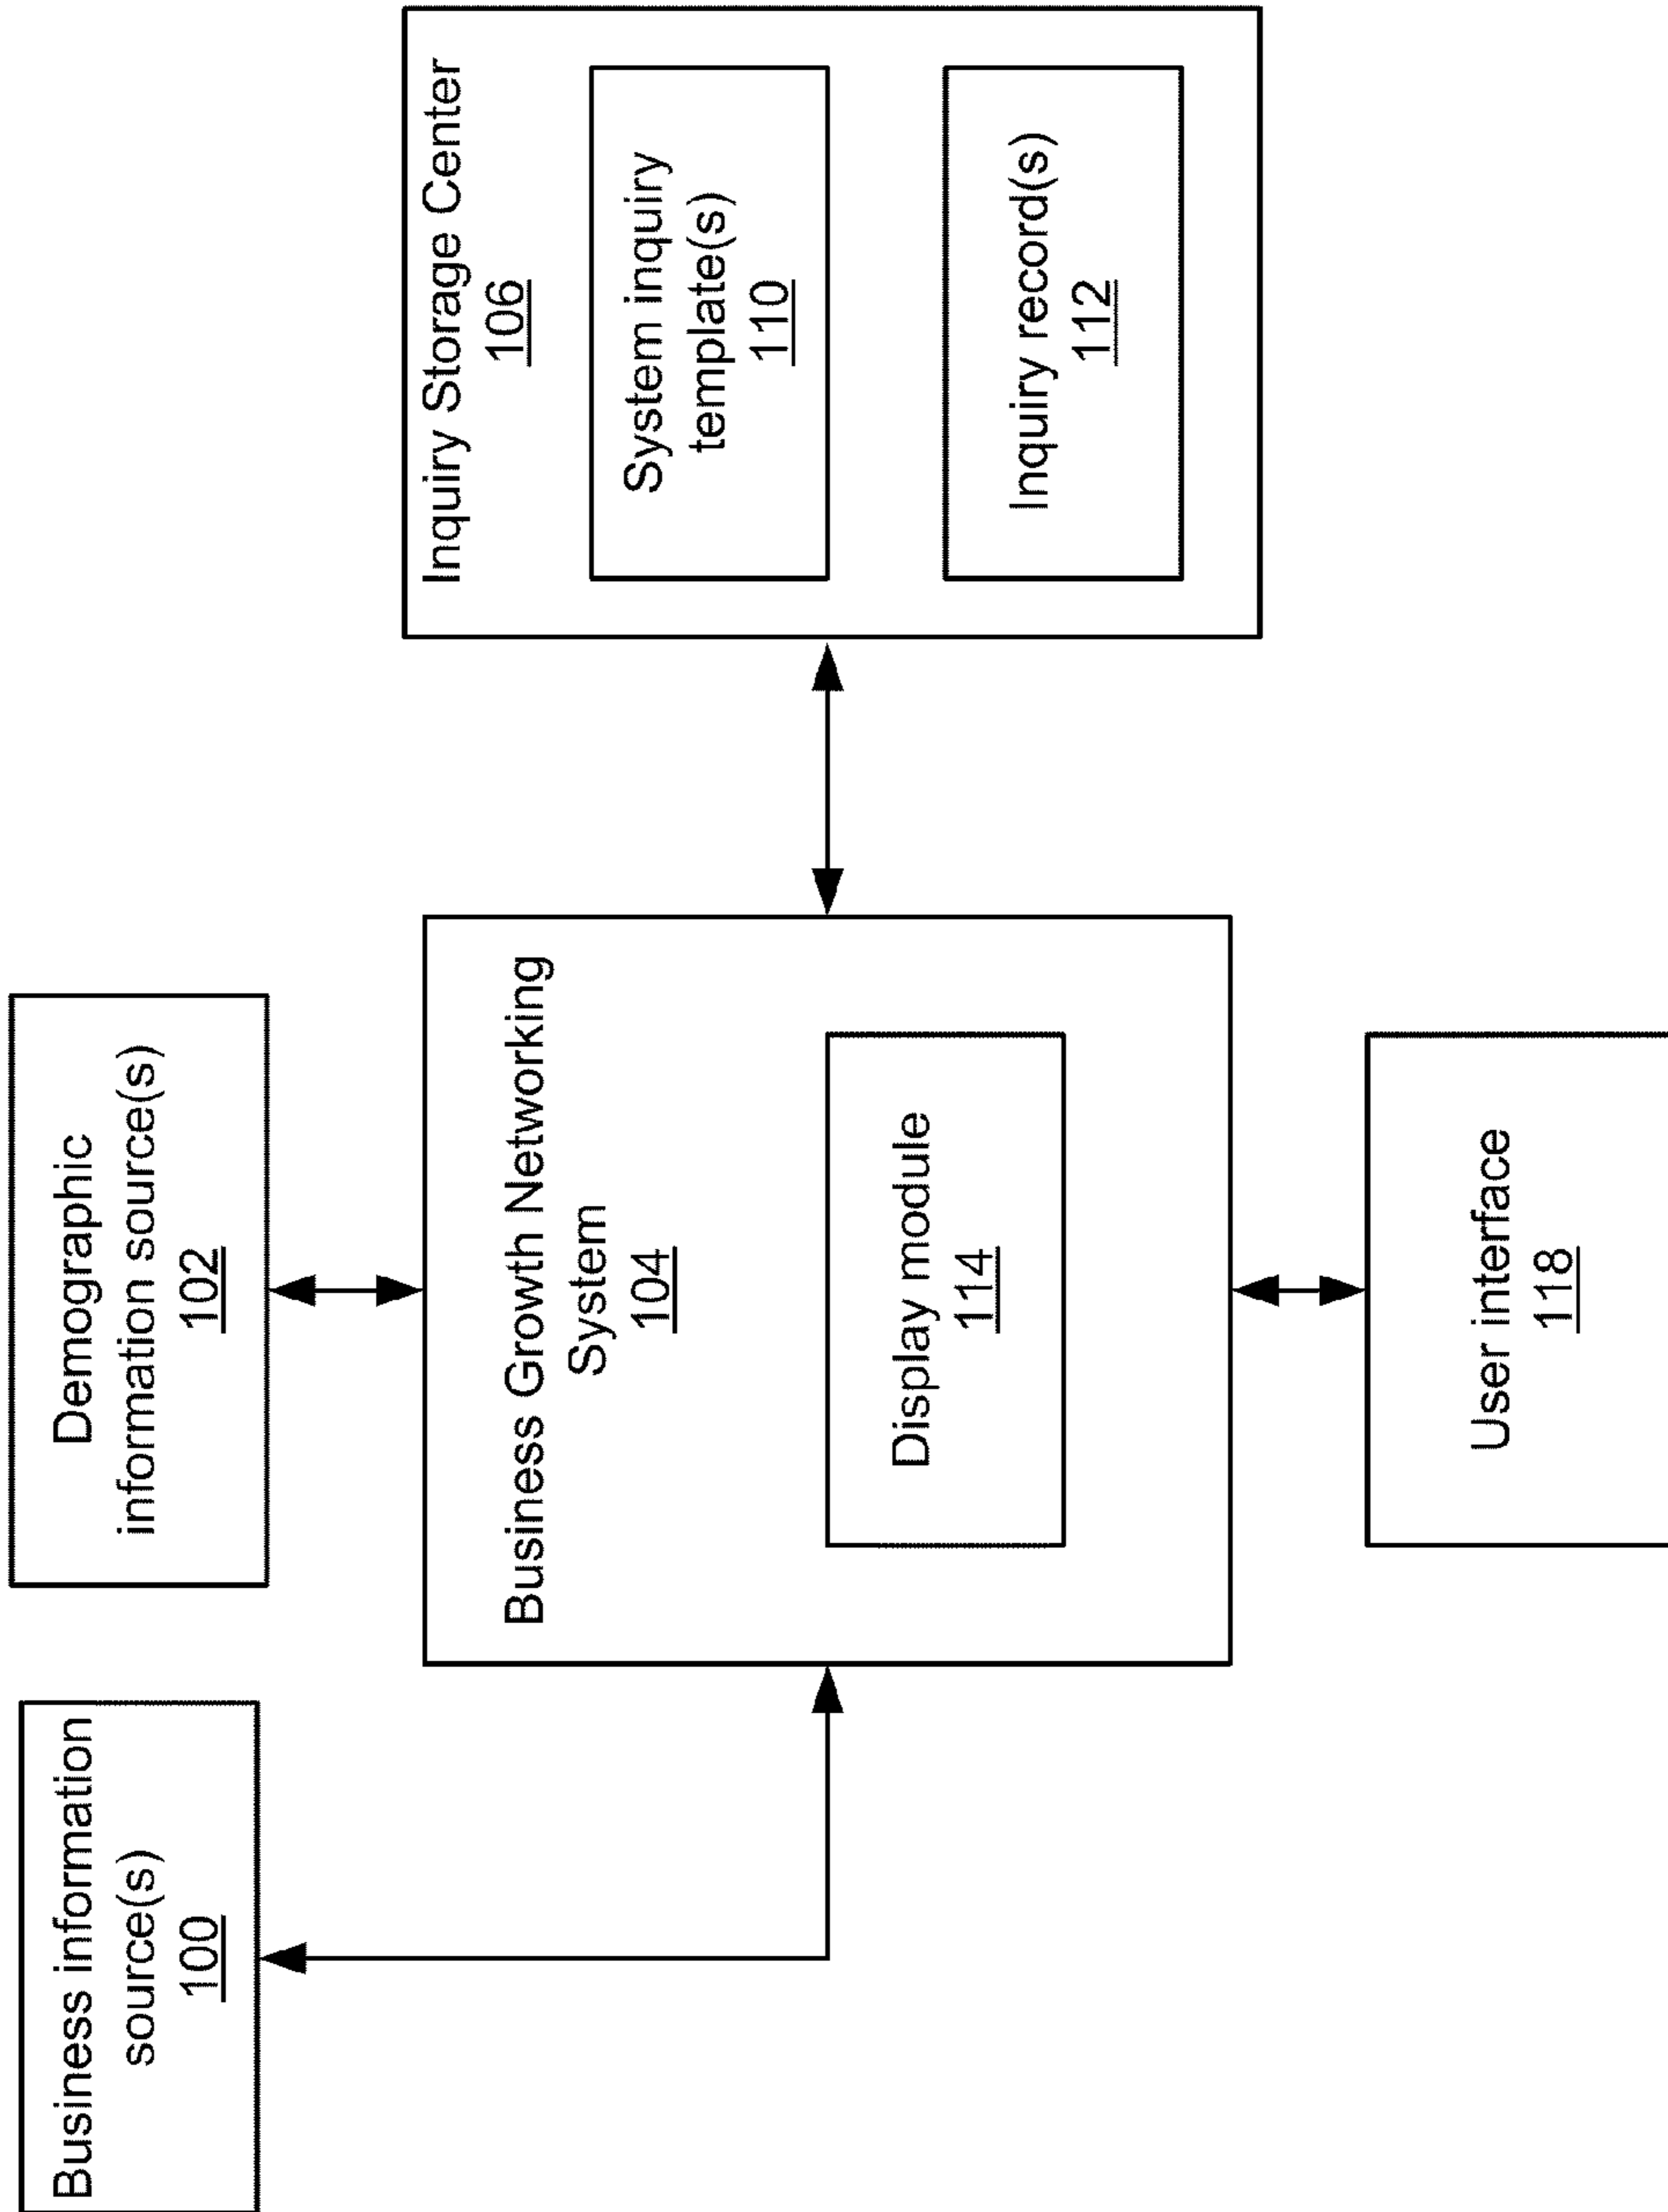 Business information
source(s)
100
Demographic
information source(s)
102
Business Growth Networking
System
104
Display module
114
User interface
118
Inquiry Storage Center
106
System inquiry
template(s)
110
Inquiry record(s)
112